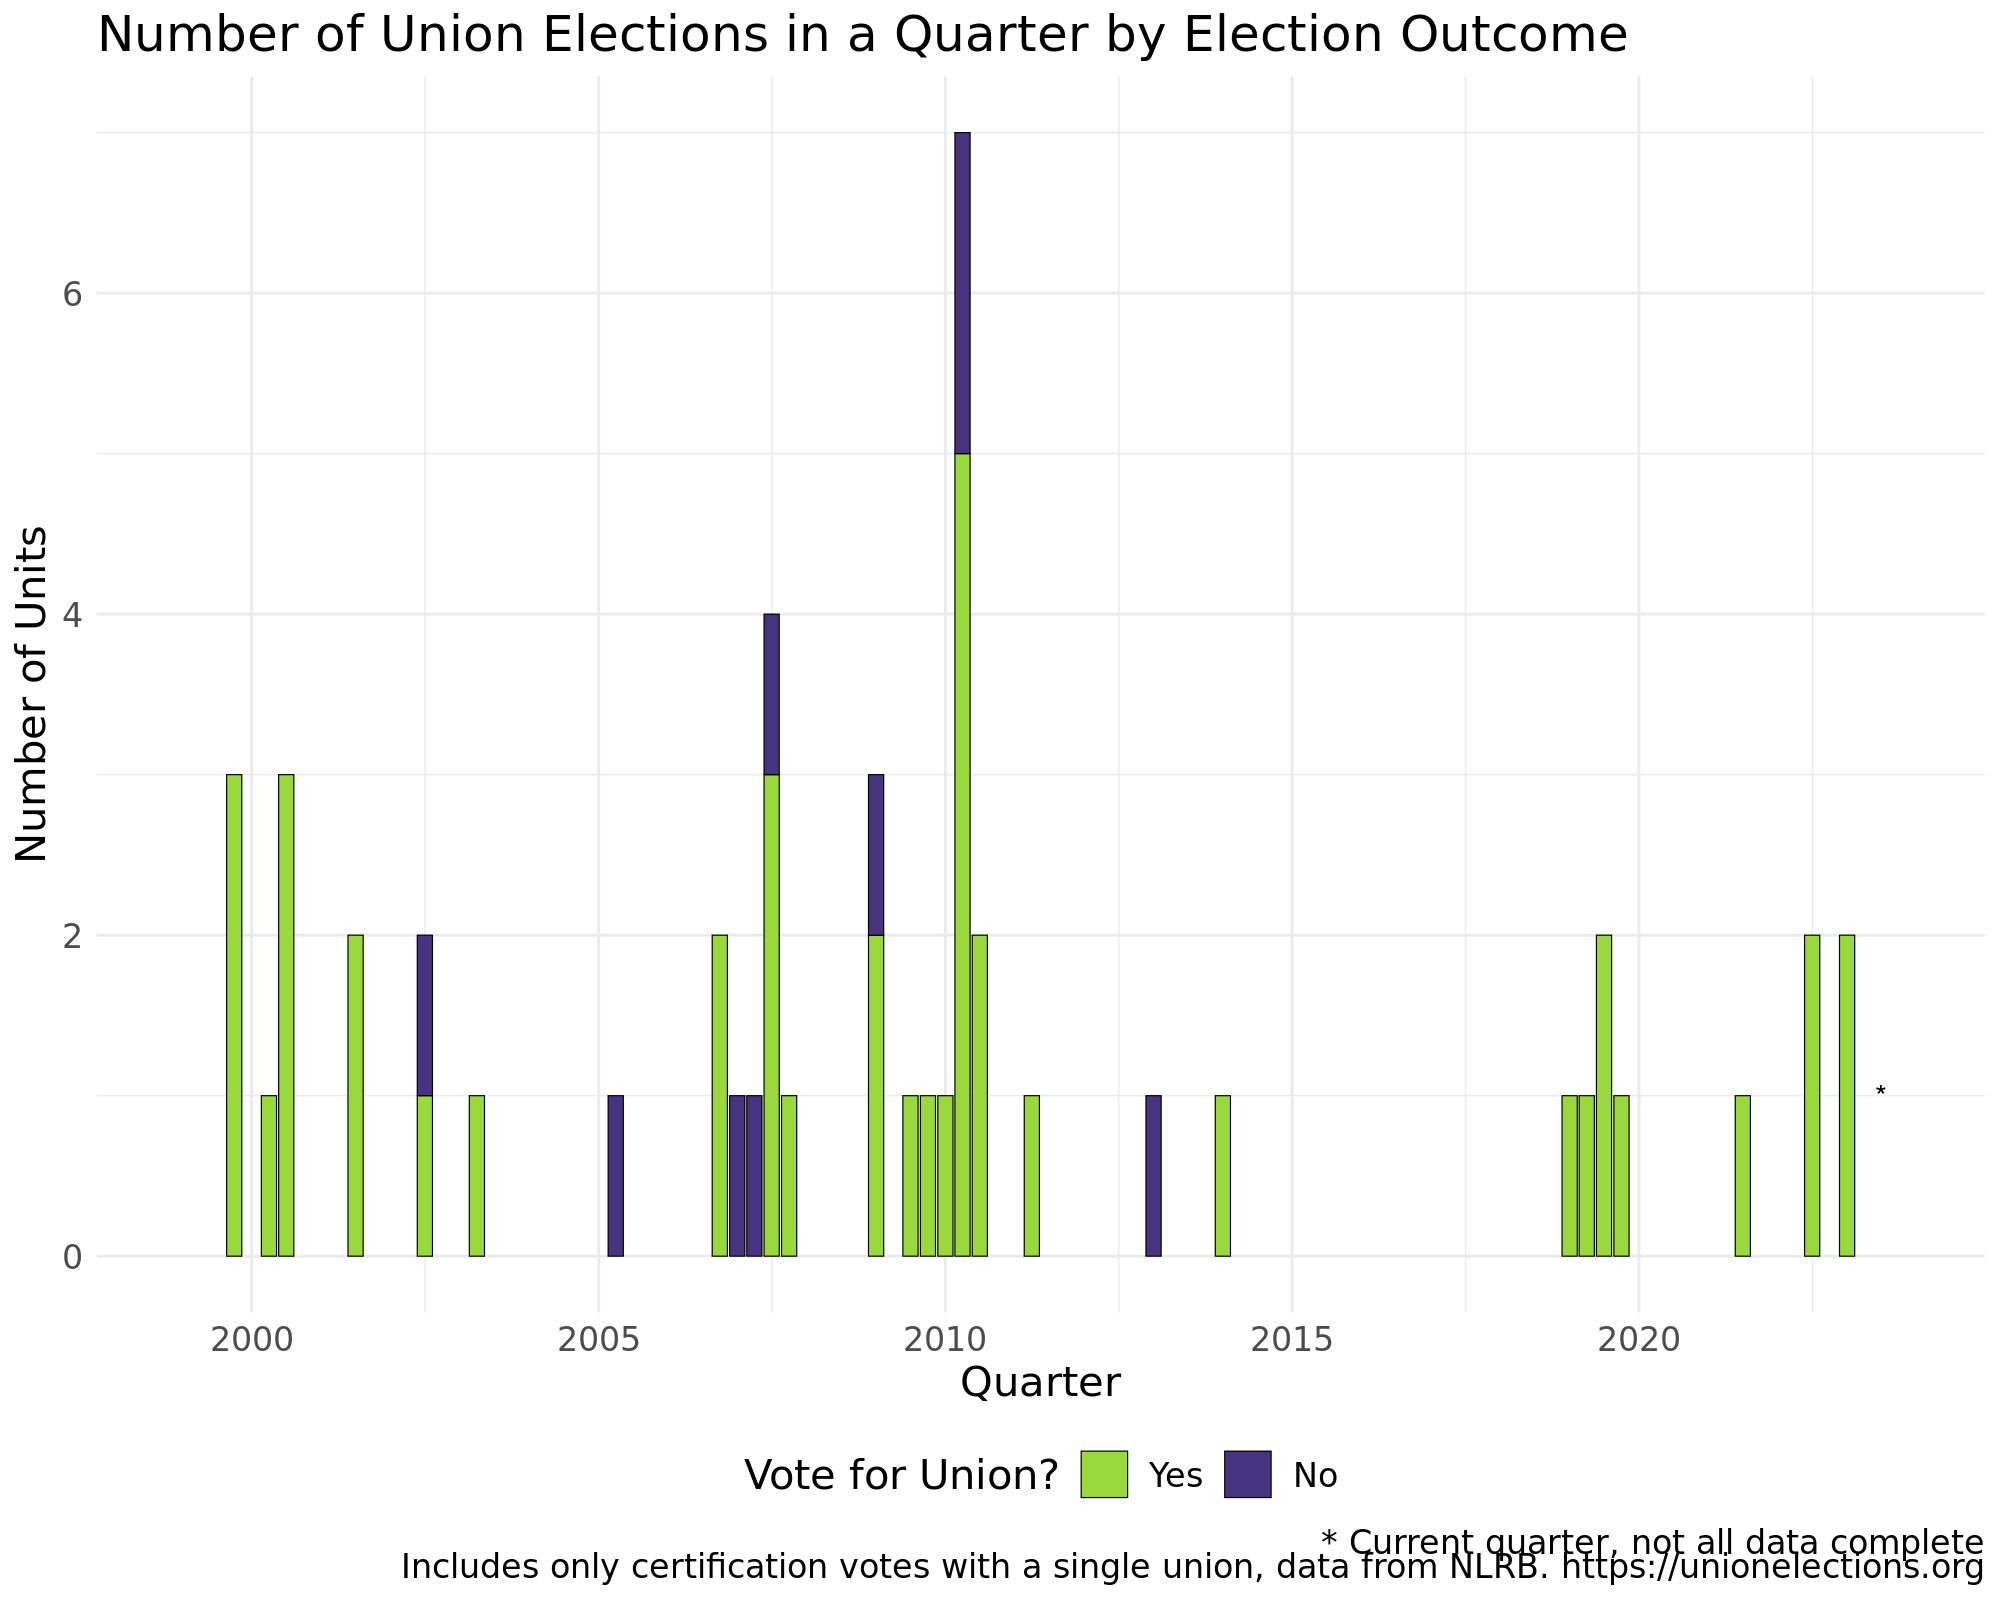 Number of Union Elections in a Quarter by Election Outcome
Number of Units
6
4
2
0
*
2000 2005 2010 2015 2020
Quarter
Vote for Union? Yes No
* Current quarter, not all data complete
Includes only certification votes with a single union, data from NLRB. https://unionelections.org